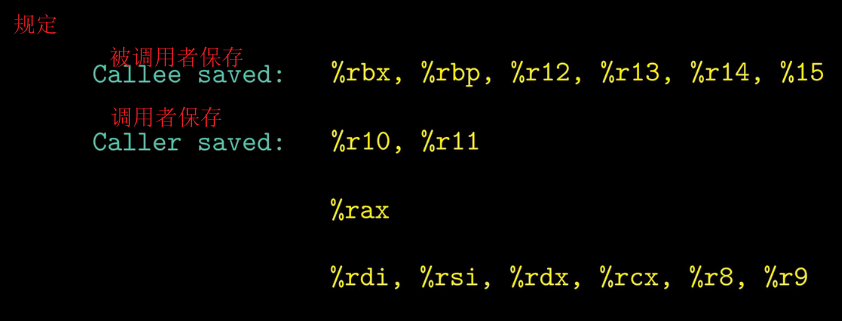 规定
被调用者保存
Callee saved: %rbx, %rbp, %r12, %r13, %r14, %15
调用者保存
Caller saved: %r10, %r11
%rax
%rdi, %rsi, %rdx, %rcx, %r8, %r9